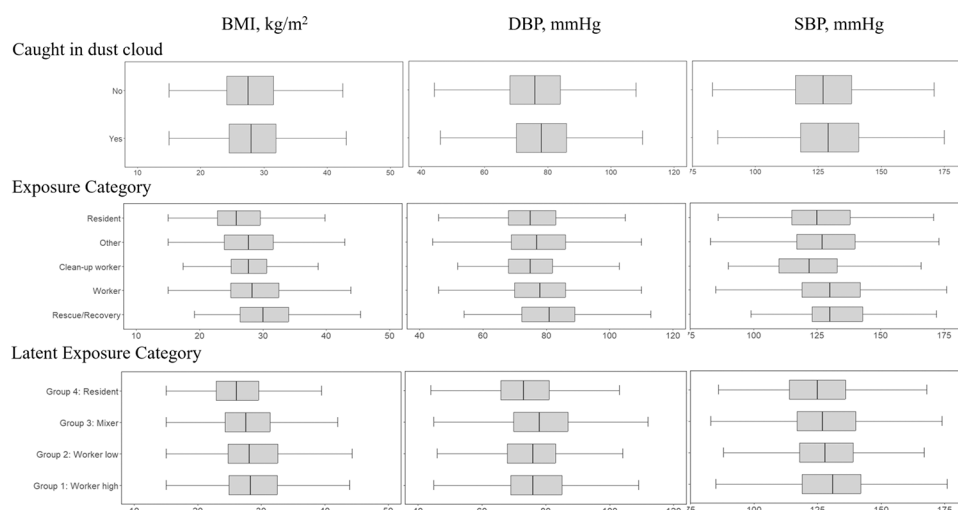 BMI, kg/m² DBP, mmHg SBP, mmHg
Caught in dust cloud
No
Yes
10 20 30 40 50 40 60 80 100 120 75 100 125 150 175
Exposure Category
Resident
Other
Clean-up worker
Worker
Rescue/Recovery
10 20 30 40 50 40 60 80 100 120 75 100 125 150 175
Latent Exposure Category
Group 4: Resident
Group 3: Mixer
Group 2: Worker low
Group 1: Worker high